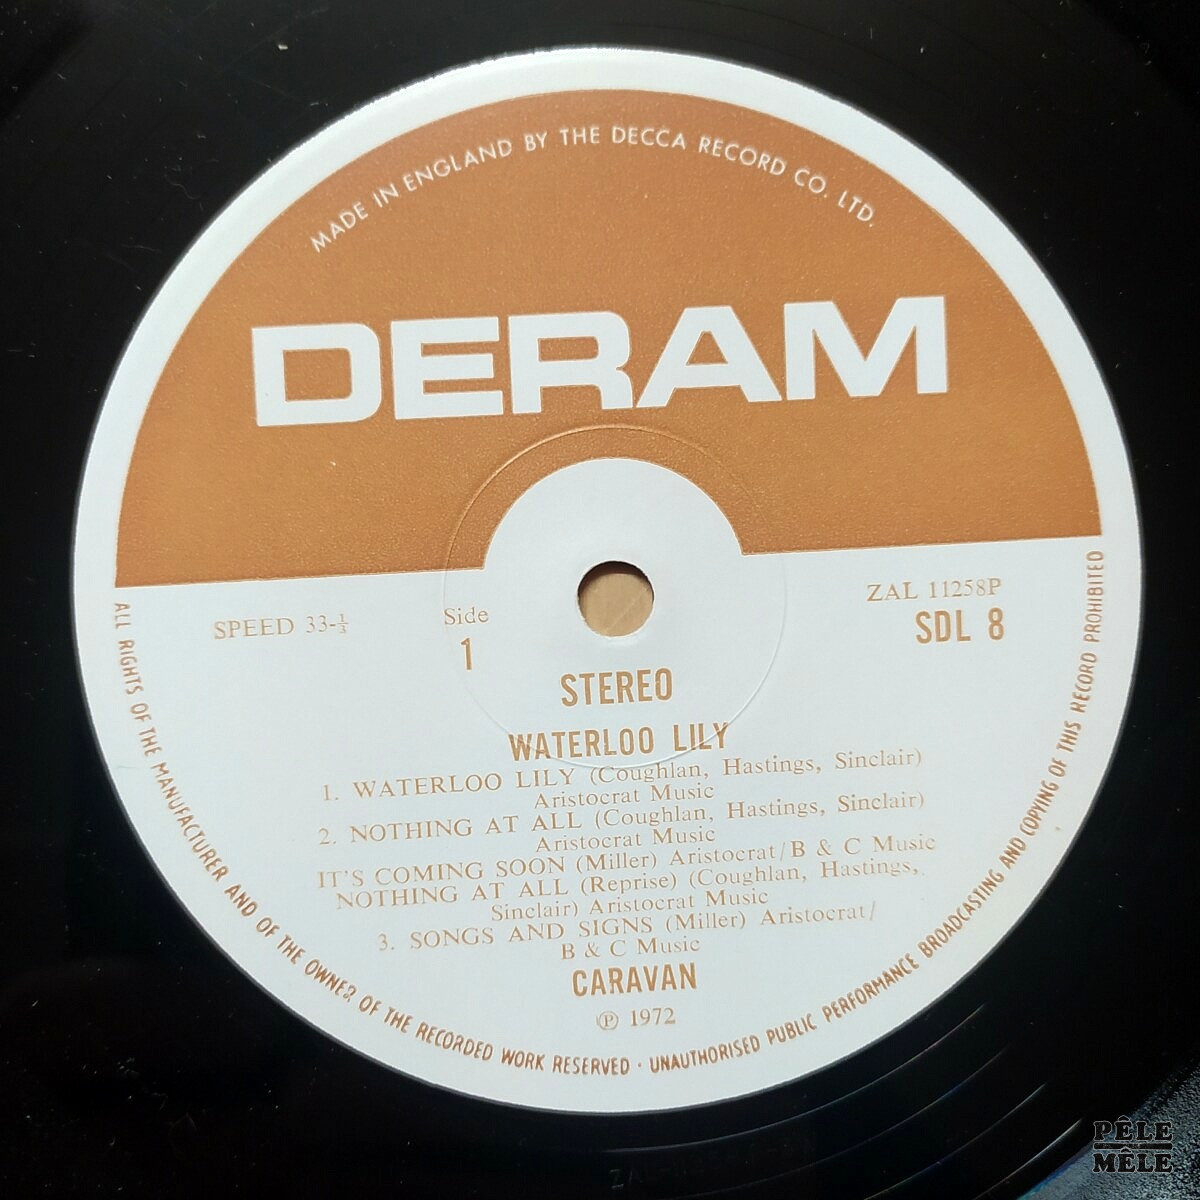 MADE IN ENGLAND BY THE DECCA RECORD CO. LTD.
DERAM
SPEED 33-⅓
Side
1
ZAL 11258P
SDL 8
STEREO
WATERLOO LILY
1. WATERLOO LILY (Coughlan, Hastings, Sinclair)
Aristocrat Music
2. NOTHING AT ALL (Coughlan, Hastings, Sinclair)
Aristocrat Music
IT'S COMING SOON (Miller) Aristocrat/B & C Music
NOTHING AT ALL (Reprise) (Coughlan, Hastings,
Sinclair) Aristocrat Music
3. SONGS AND SIGNS (Miller) Aristocrat/
B & C Music
CARAVAN
℗ 1972
ALL RIGHTS OF THE MANUFACTURER AND OF THE OWNER OF THE RECORDED WORK RESERVED · UNAUTHORISED PUBLIC PERFORMANCE BROADCASTING AND COPYING OF THIS RECORD PROHIBITED
PÊLE
MÊLE